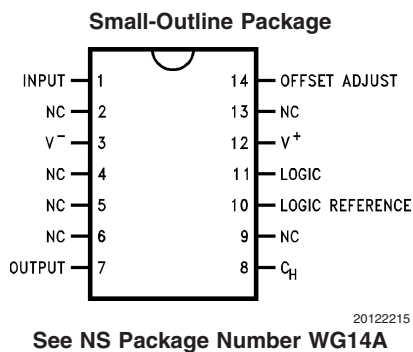 Small-Outline Package
INPUT 1 14 OFFSET ADJUST
NC 2 13 NC
V⁻ 3 12 V⁺
NC 4 11 LOGIC
NC 5 10 LOGIC REFERENCE
NC 6 9 NC
OUTPUT 7 8 C_H
20122215
See NS Package Number WG14A